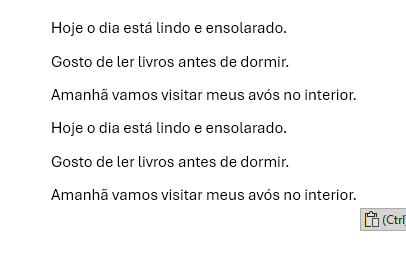 Hoje o dia está lindo e ensolarado.
Gosto de ler livros antes de dormir.
Amanhã vamos visitar meus avós no interior.
Hoje o dia está lindo e ensolarado.
Gosto de ler livros antes de dormir.
Amanhã vamos visitar meus avós no interior.
(Ctrl)